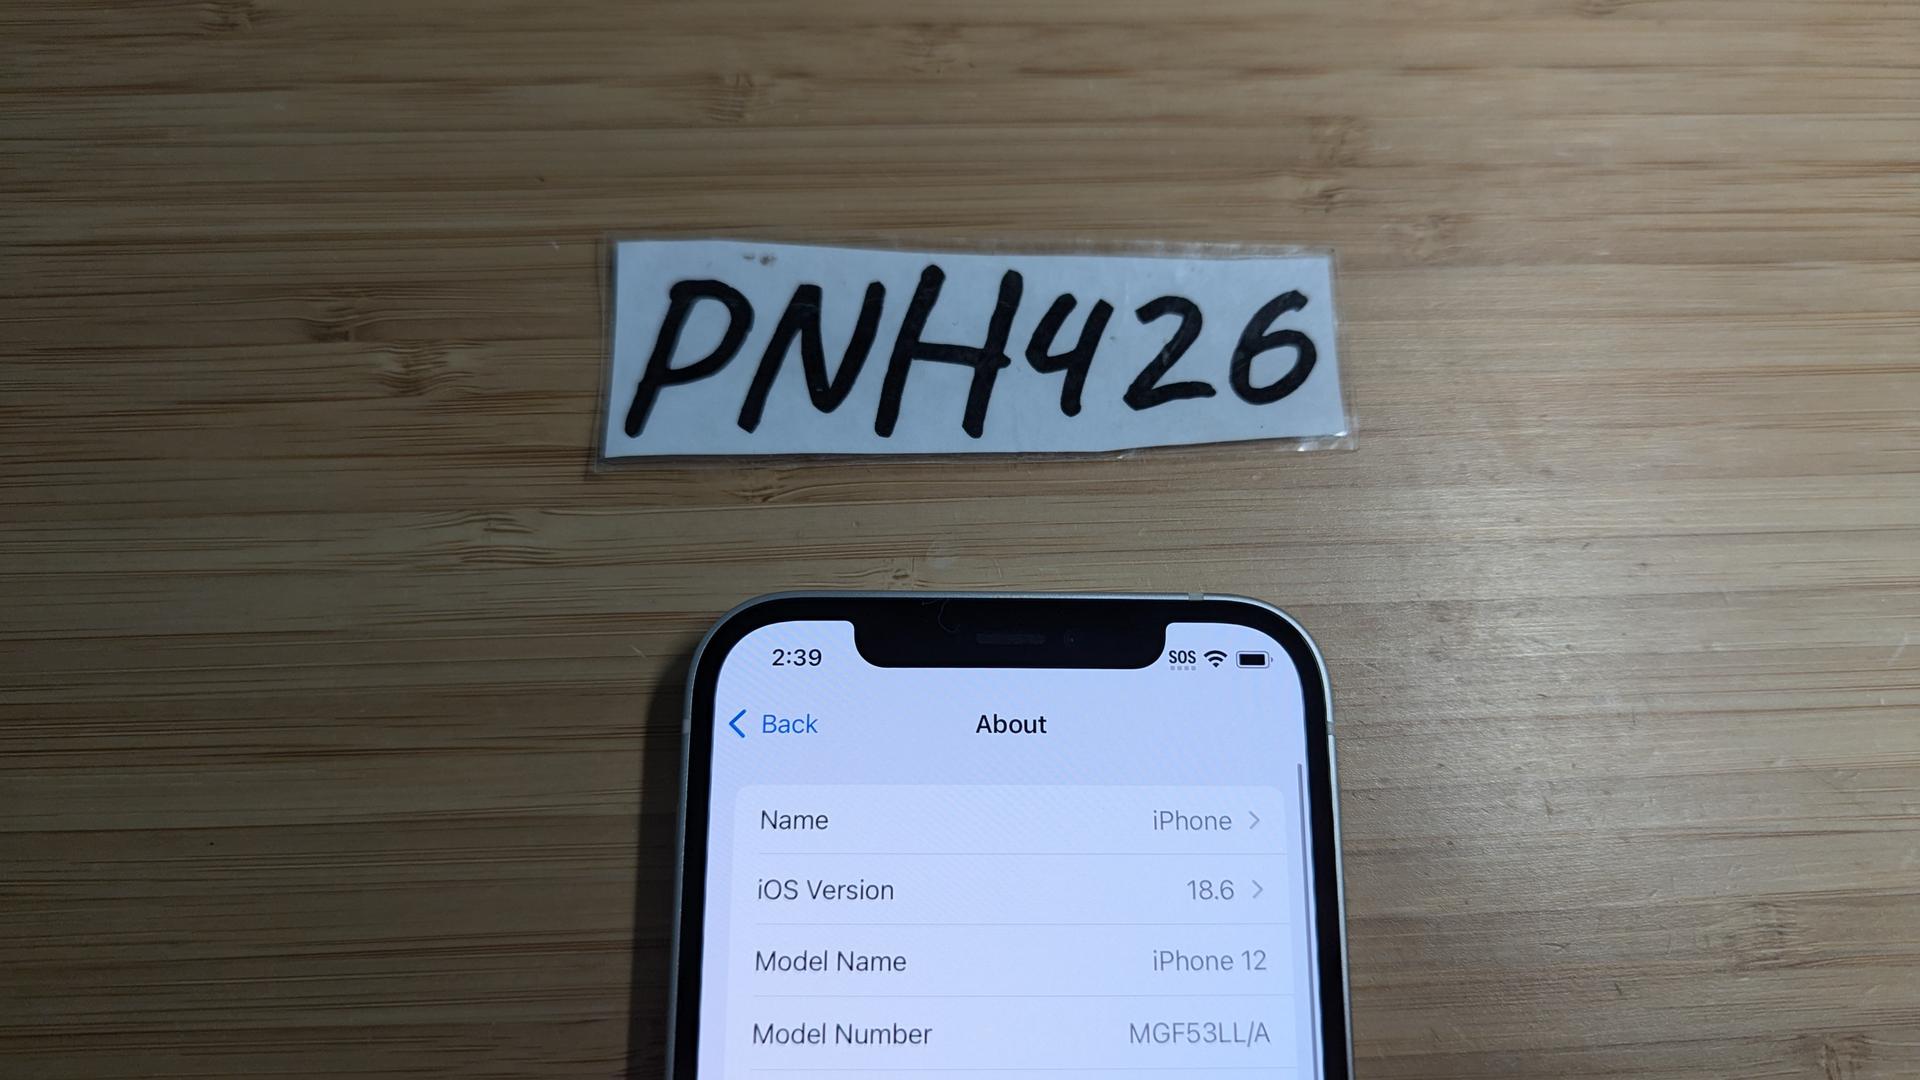 PNH426
2:39 SOS
Back About
Name iPhone
iOS Version 18.6
Model Name iPhone 12
Model Number MGF53LL/A